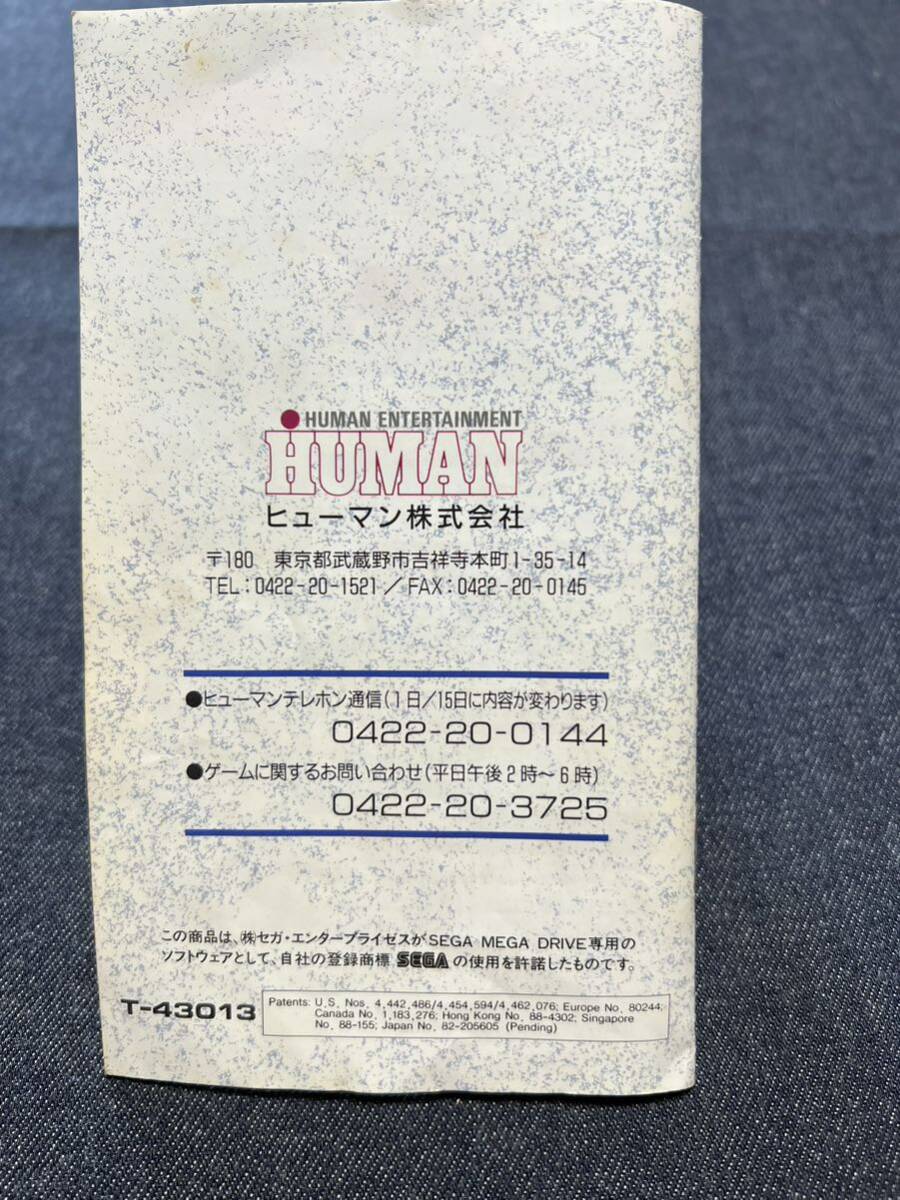 HUMAN ENTERTAINMENT
HUMAN
ヒューマン株式会社
〒180 東京都武蔵野市吉祥寺本町1-35-14
TEL:0422-20-1521/FAX:0422-20-0145
●ヒューマンテレホン通信(1日/15日に内容が変わります)
0422-20-0144
●ゲームに関するお問い合わせ(平日午後2時〜6時)
0422-20-3725
この商品は、㈱セガ・エンタープライゼスがSEGA MEGA DRIVE専用の
ソフトウェアとして、自社の登録商標 SEGA の使用を許諾したものです。
T-43013
Patents: U.S. Nos. 4,442,486/4,454,594/4,462,076; Europe No. 80244;
Canada No. 1,183,276; Hong Kong No. 88-4302; Singapore
No. 88-155; Japan No. 82-205605 (Pending)